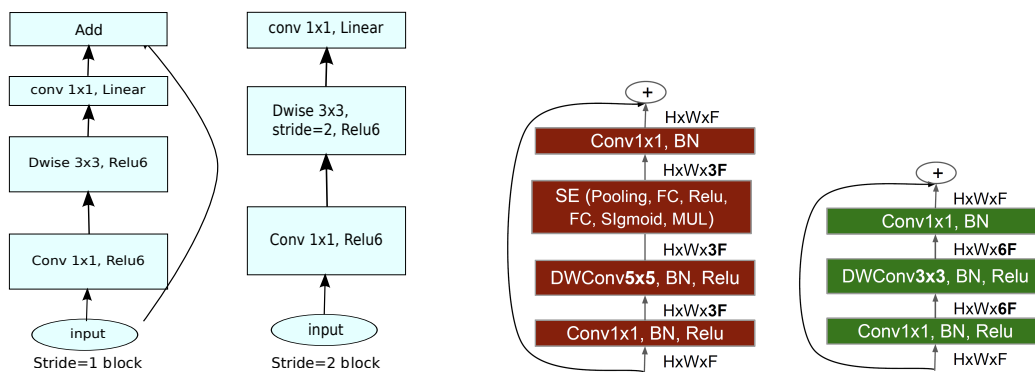 Add
conv 1x1, Linear
Dwise 3x3, Relu6
Conv 1x1, Relu6
input
Stride=1 block
conv 1x1, Linear
Dwise 3x3,
stride=2, Relu6
Conv 1x1, Relu6
input
Stride=2 block
+
HxWxF
Conv1x1, BN
HxWx3F
SE (Pooling, FC, Relu,
FC, SIgmoid, MUL)
HxWx3F
DWConv5x5, BN, Relu
HxWx3F
Conv1x1, BN, Relu
HxWxF
+
HxWxF
Conv1x1, BN
HxWx6F
DWConv3x3, BN, Relu
HxWx6F
Conv1x1, BN, Relu
HxWxF